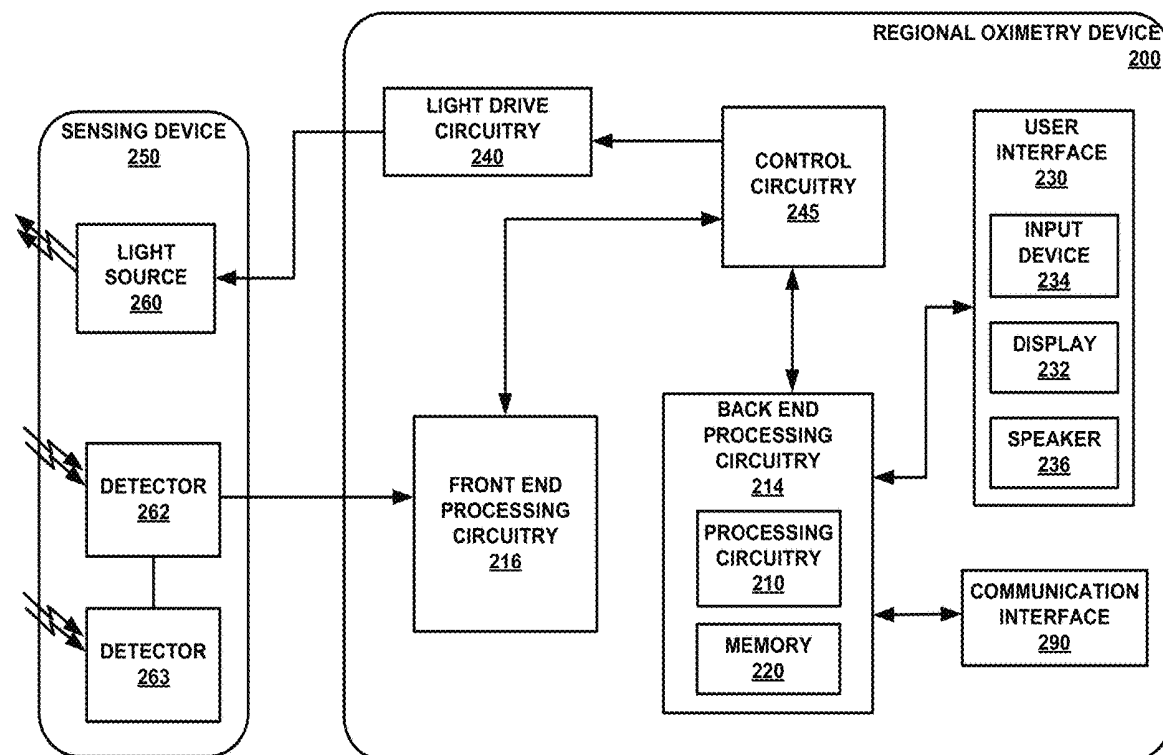 REGIONAL OXIMETRY DEVICE
200
SENSING DEVICE
250
LIGHT
SOURCE
260
DETECTOR
262
DETECTOR
263
LIGHT DRIVE
CIRCUITRY
240
CONTROL
CIRCUITRY
245
FRONT END
PROCESSING
CIRCUITRY
216
BACK END
PROCESSING
CIRCUITRY
214
PROCESSING
CIRCUITRY
210
MEMORY
220
USER
INTERFACE
230
INPUT
DEVICE
234
DISPLAY
232
SPEAKER
236
COMMUNICATION
INTERFACE
290